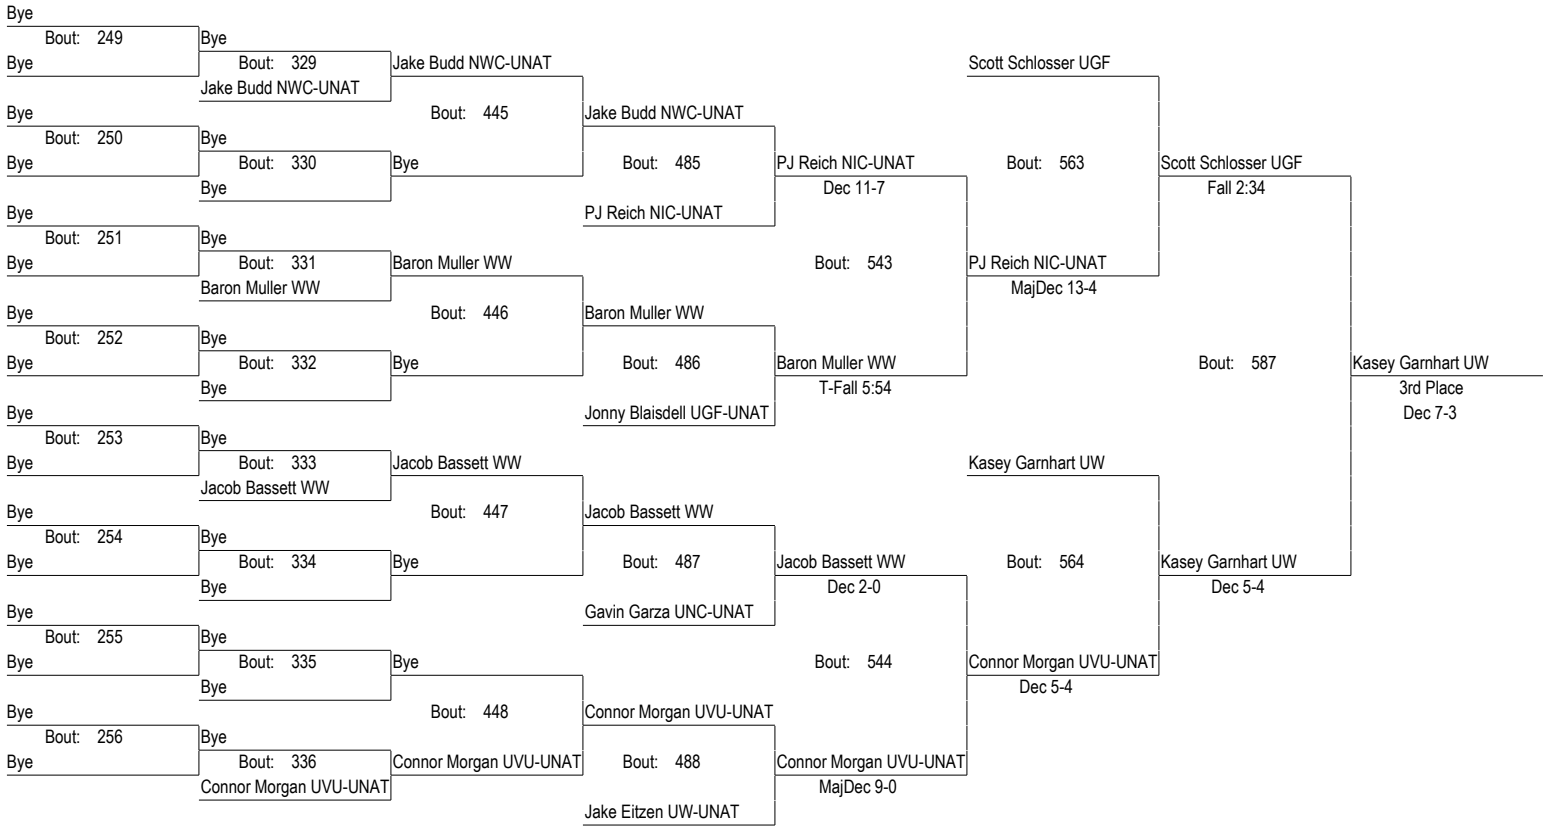 Bye
Bout: 249 Bye
Bye Bout: 329 Jake Budd NWC-UNAT Scott Schlosser UGF
Jake Budd NWC-UNAT
Bye Bout: 445 Jake Budd NWC-UNAT
Bout: 250 Bye
Bye Bout: 330 Bye Bout: 485 PJ Reich NIC-UNAT Bout: 563 Scott Schlosser UGF
Bye Dec 11-7 Fall 2:34
Bye PJ Reich NIC-UNAT
Bout: 251 Bye
Bye Bout: 331 Baron Muller WW Bout: 543 PJ Reich NIC-UNAT
Baron Muller WW MajDec 13-4
Bye Bout: 446 Baron Muller WW
Bout: 252 Bye
Bye Bout: 332 Bye Bout: 486 Baron Muller WW Bout: 587 Kasey Garnhart UW
Bye T-Fall 5:54 3rd Place
Bye Jonny Blaisdell UGF-UNAT Dec 7-3
Bout: 253 Bye
Bye Bout: 333 Jacob Bassett WW Kasey Garnhart UW
Jacob Bassett WW
Bye Bout: 447 Jacob Bassett WW
Bout: 254 Bye
Bye Bout: 334 Bye Bout: 487 Jacob Bassett WW Bout: 564 Kasey Garnhart UW
Bye Dec 2-0 Dec 5-4
Bye Gavin Garza UNC-UNAT
Bout: 255 Bye
Bye Bout: 335 Bye Bout: 544 Connor Morgan UVU-UNAT
Bye Dec 5-4
Bye Bout: 448 Connor Morgan UVU-UNAT
Bout: 256 Bye
Bye Bout: 336 Connor Morgan UVU-UNAT Bout: 488 Connor Morgan UVU-UNAT
Connor Morgan UVU-UNAT MajDec 9-0
Jake Eitzen UW-UNAT